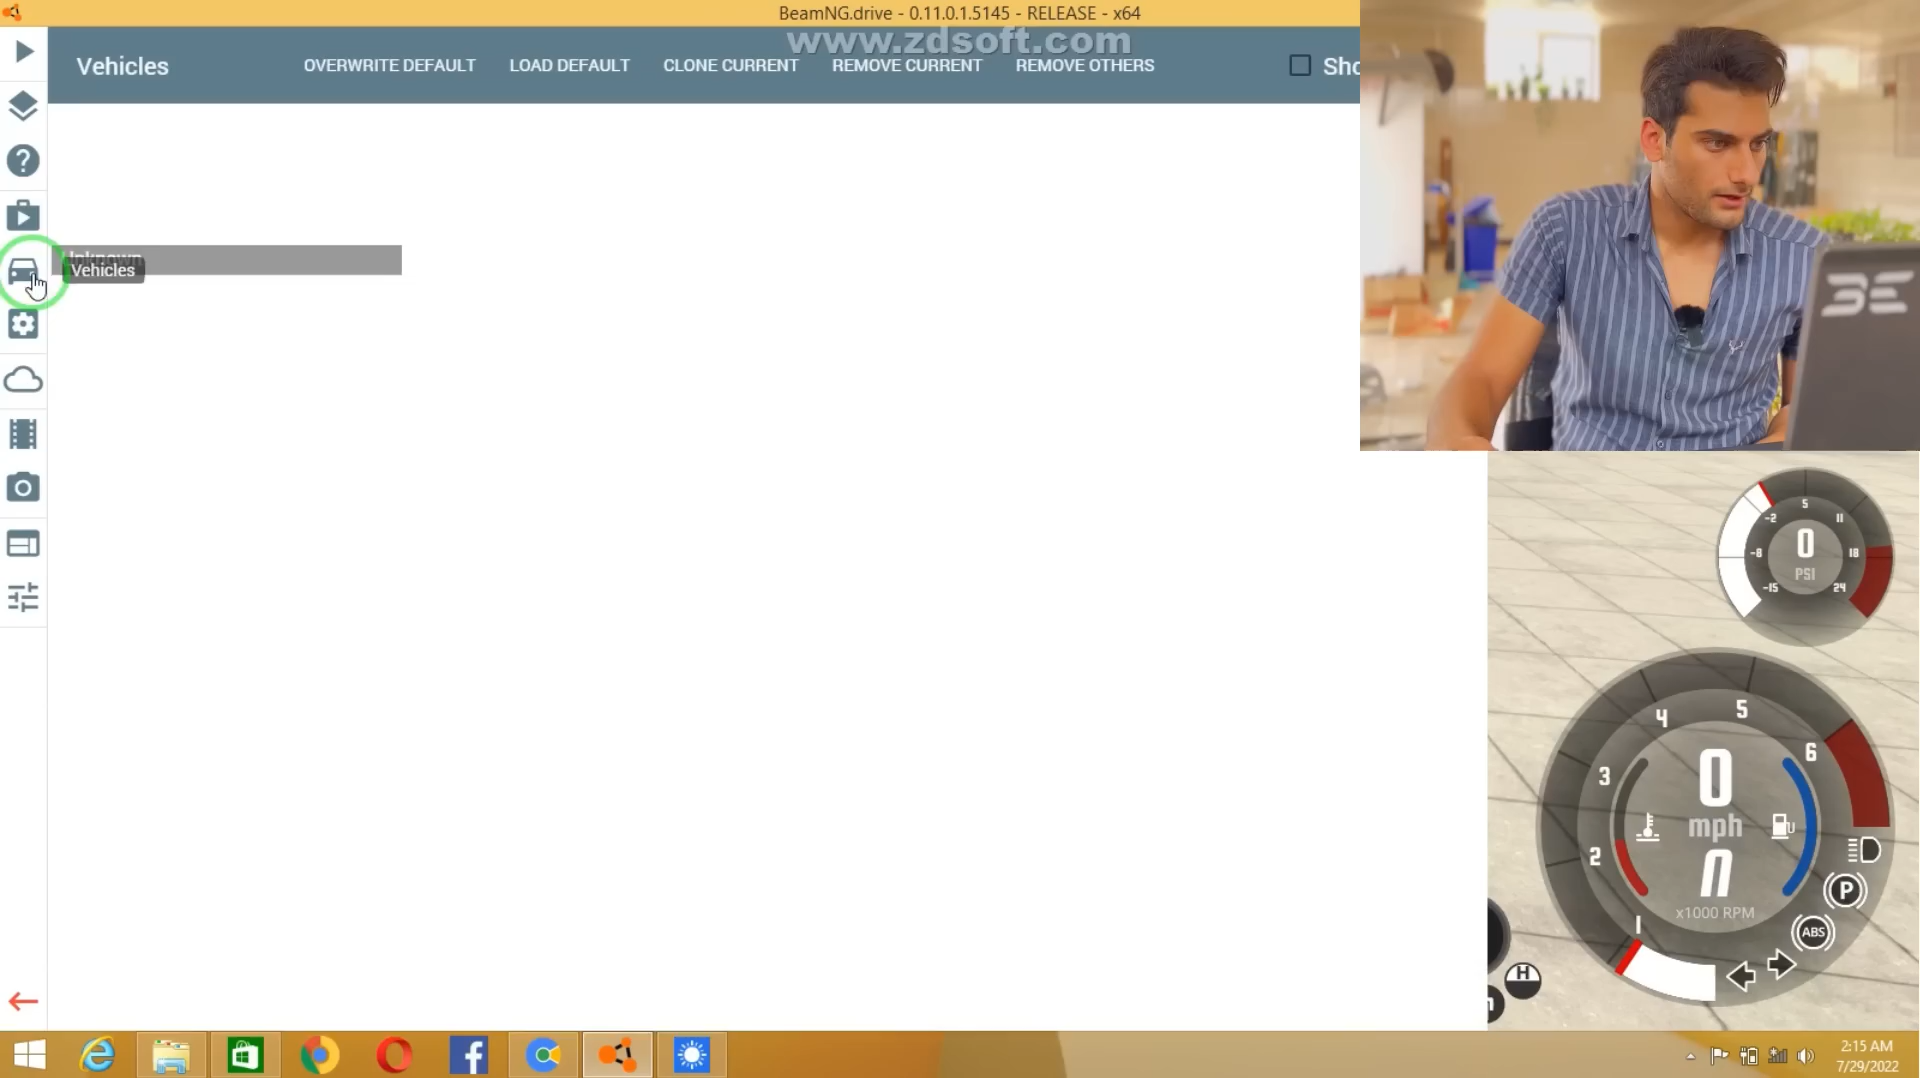 BeamNG.drive - 0.11.0.1.5145 - RELEASE - x64
www.zdsoft.com
Vehicles
OVERWRITE DEFAULT
LOAD DEFAULT
CLONE CURRENT
REMOVE CURRENT
REMOVE OTHERS
Sho
Unknown
Vehicles
3E
5
-2
11
-8
0
18
PSI
-15
24
5
4
6
3
0
mph
2
n
x1000 RPM
1
P
ABS
H
2:15 AM
7/29/2022